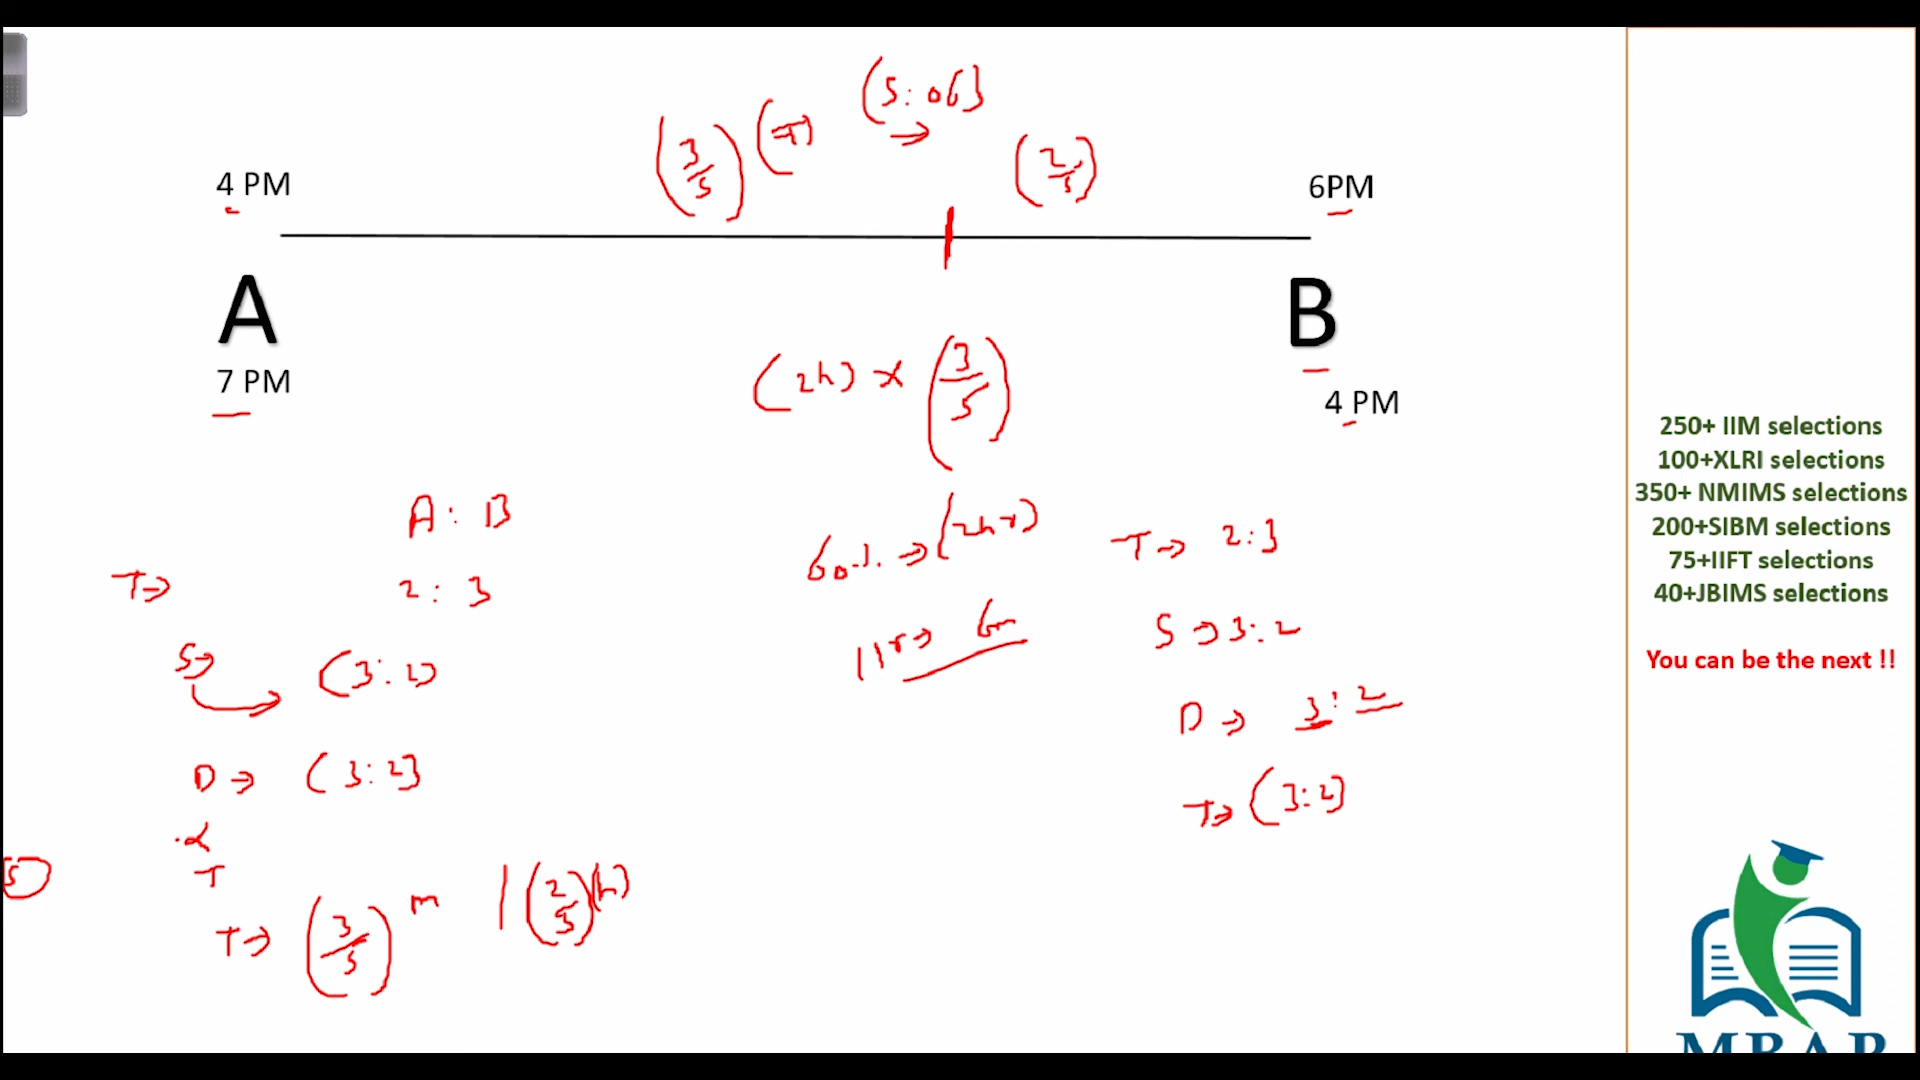 (5:06)
(3/5) (T)
(2/5)
4 PM
6PM
A
B
7 PM
4 PM
(2h) × (3/5)
A : B
T⇒ 2 : 3
S⇒ (3:2)
D ⇒ (3:2)
α
T
T⇒ (3/5) m | (2/5)(h)
60% ⇒ (2hr)
T⇒ 2:3
S ⇒ 3:2
D ⇒ 3:2
T⇒ (3:2)
250+ IIM selections
100+XLRI selections
350+ NMIMS selections
200+SIBM selections
75+IIFT selections
40+JBIMS selections
You can be the next !!